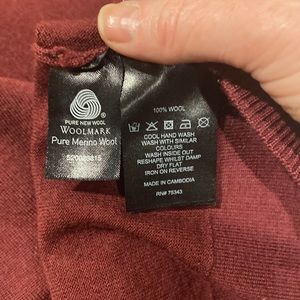 PURE NEW WOOL
WOOLMARK
Pure Merino Wool
100% WOOL
COOL HAND WASH
WASH WITH SIMILAR
COLOURS
WASH INSIDE OUT
RESHAPE WHILST DAMP
DRY FLAT
IRON ON REVERSE
MADE IN CAMBODIA
RN# 75343